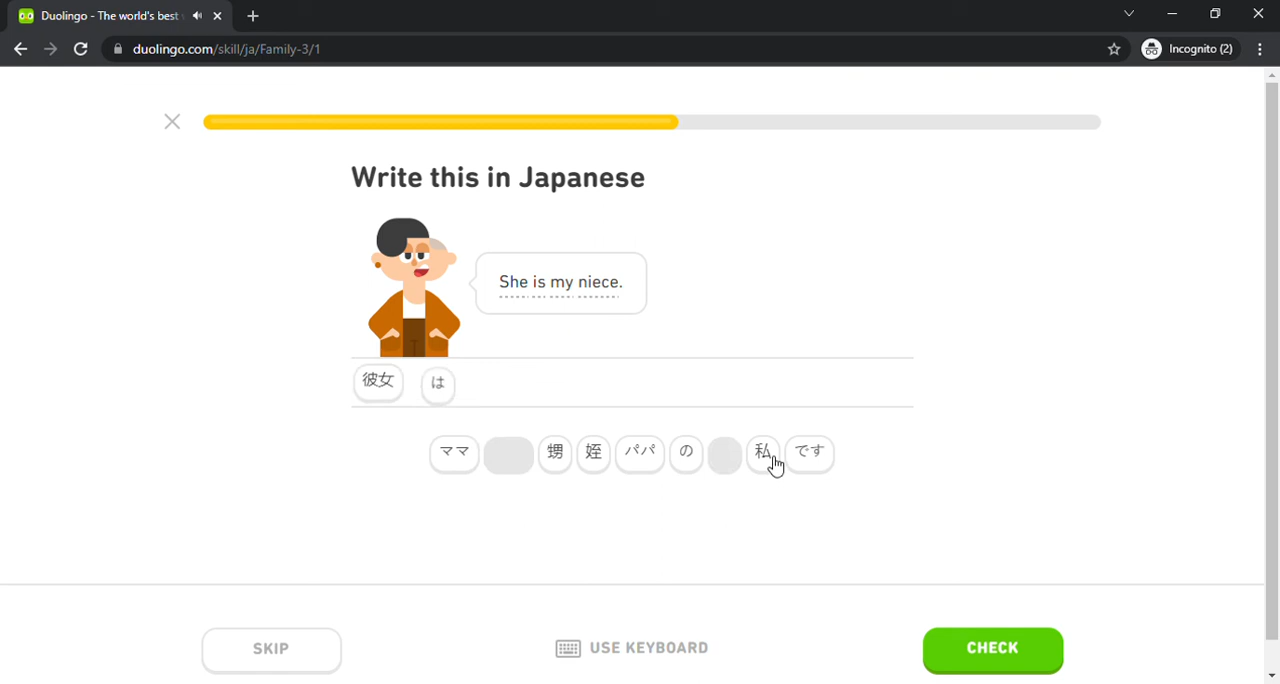 Duolingo - The world's best
duolingo.com/skill/ja/Family-3/1
Incognito (2)
Write this in Japanese
She is my niece.
彼女 は
ママ 甥 姪 パパ の 私 です
SKIP
USE KEYBOARD
CHECK